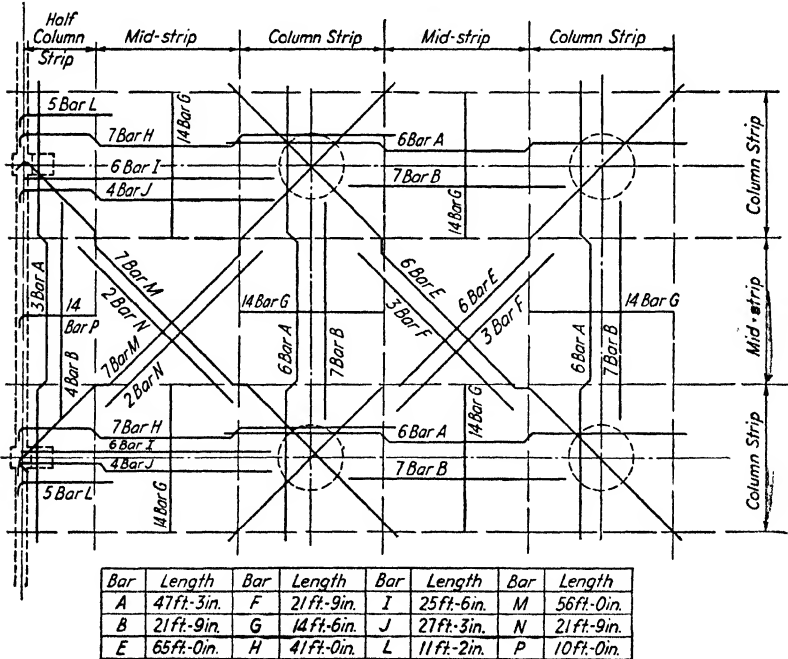 Half
Column
Strip
Mid-strip
Column Strip
Mid-strip
Column Strip
5 Bar L
14 Bar G
7 Bar H
6 Bar A
6 Bar I
7 Bar B
4 Bar J
14 Bar G
Column Strip
3 Bar A
14
Bar P
4 Bar B
7 Bar M
2 Bar N
7 Bar M
2 Bar N
14 Bar G
6 Bar A
7 Bar B
6 Bar E
3 Bar F
6 Bar E
3 Bar F
14 Bar G
6 Bar A
7 Bar B
Mid-strip
7 Bar H
6 Bar I
4 Bar J
5 Bar L
14 Bar G
6 Bar A
14 Bar G
7 Bar B
Column Strip
Bar Length Bar Length Bar Length Bar Length
A 47ft.-3in. F 21ft.-9in. I 25ft.-6in. M 56ft.-0in.
B 21ft.-9in. G 14ft.-6in. J 27ft.-3in. N 21ft.-9in.
E 65ft.-0in. H 41ft.-0in. L 11ft.-2in. P 10ft.-0in.